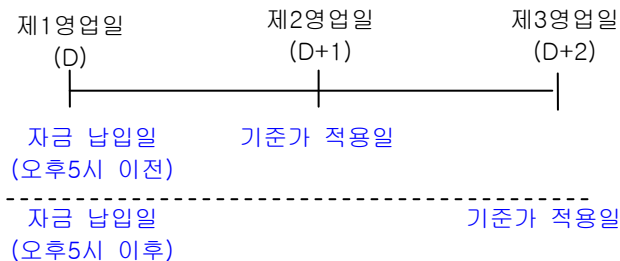 제1영업일 제2영업일 제3영업일
(D) (D+1) (D+2)
자금 납입일 기준가 적용일
(오후5시 이전)
자금 납입일 기준가 적용일
(오후5시 이후)